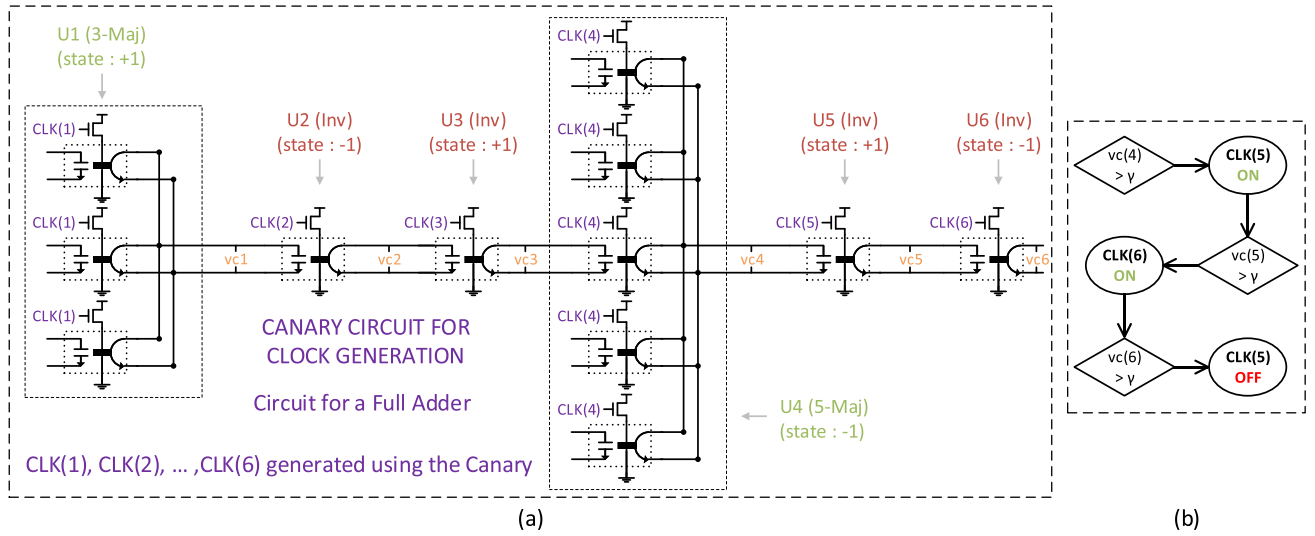 U1 (3-Maj)
(state : +1)
CLK(1)
CLK(1)
CLK(1)
vc1
U2 (Inv)
(state : -1)
CLK(2)
vc2
U3 (Inv)
(state : +1)
CLK(3)
vc3
CLK(4)
CLK(4)
CLK(4)
CLK(4)
CLK(4)
U4 (5-Maj)
(state : -1)
vc4
U5 (Inv)
(state : +1)
CLK(5)
vc5
U6 (Inv)
(state : -1)
CLK(6)
vc6
CANARY CIRCUIT FOR
CLOCK GENERATION
Circuit for a Full Adder
CLK(1), CLK(2), ... ,CLK(6) generated using the Canary
(a)
vc(4)
> γ
CLK(5)
ON
vc(5)
> γ
CLK(6)
ON
vc(6)
> γ
CLK(5)
OFF
(b)